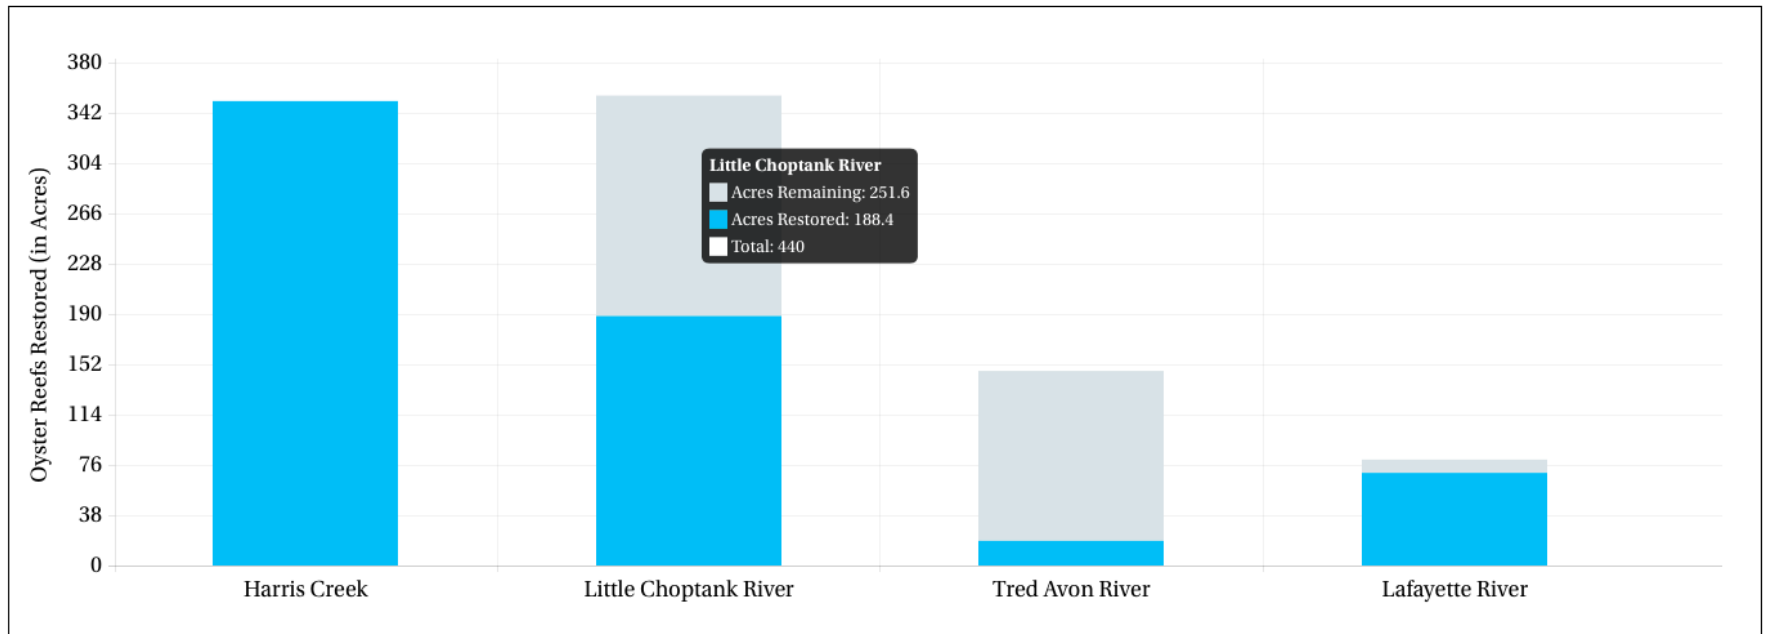 Oyster Reefs Restored (in Acres)
380
342
304
266
228
190
152
114
76
38
0
Little Choptank River
Acres Remaining: 251.6
Acres Restored: 188.4
Total: 440
Harris Creek
Little Choptank River
Tred Avon River
Lafayette River